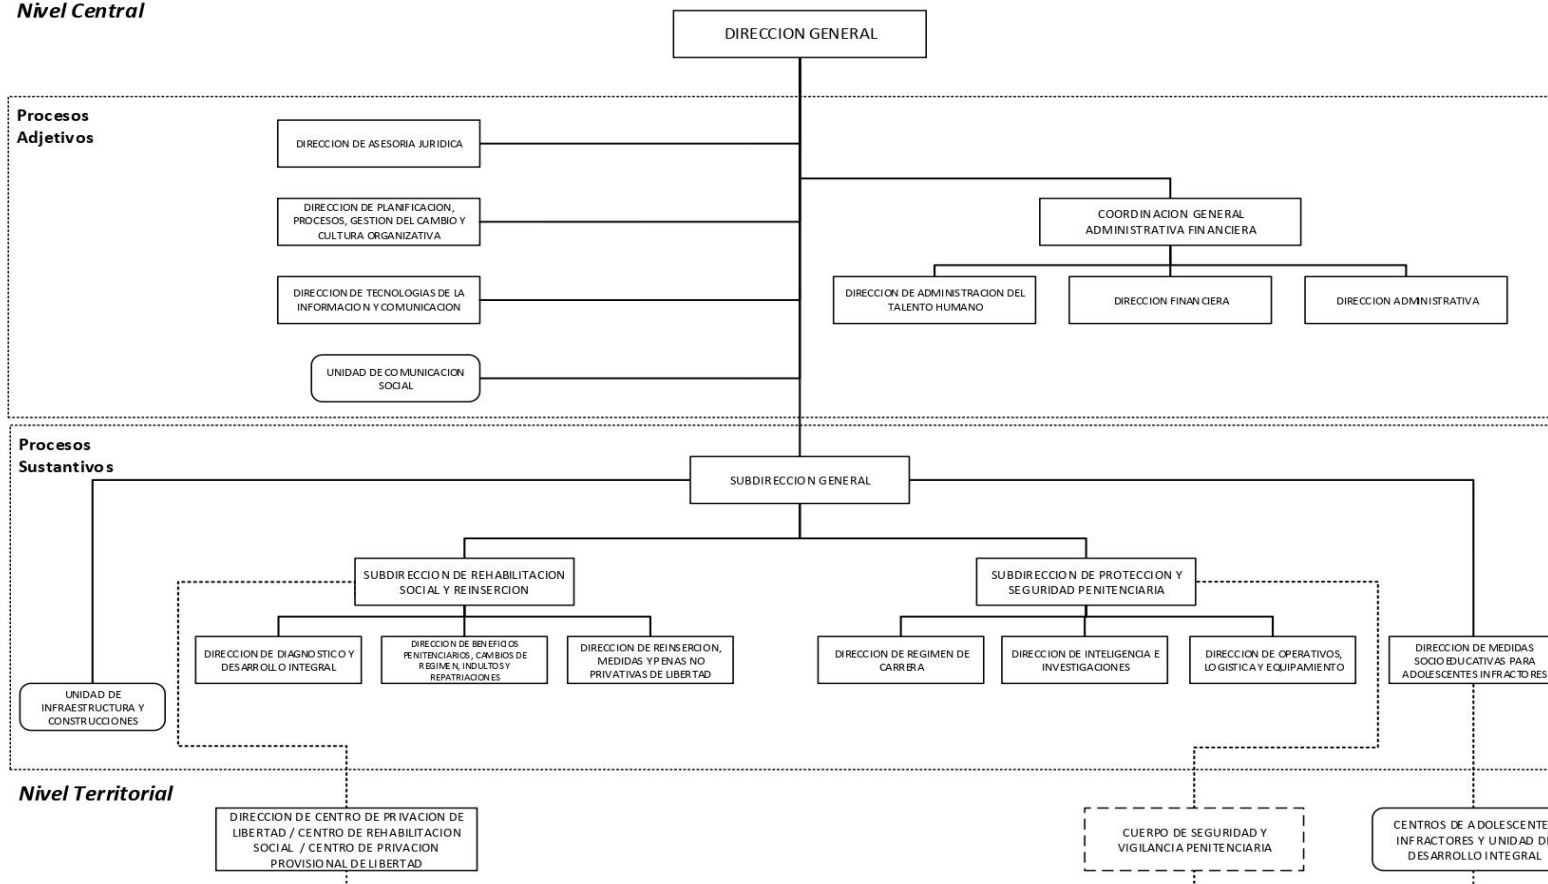 Nivel Central
DIRECCION GENERAL
Procesos
Adjetivos
DIRECCION DE ASESORIA JURIDICA
DIRECCION DE PLANIFICACION,
PROCESOS, GESTION DEL CAMBIO Y
CULTURA ORGANIZATIVA
COORDINACION GENERAL
ADMINISTRATIVA FINANCIERA
DIRECCION DE TECNOLOGIAS DE LA
INFORMACION Y COMUNICACION
DIRECCION DE ADMINISTRACION DEL
TALENTO HUMANO
DIRECCION FINANCIERA
DIRECCION ADMINISTRATIVA
UNIDAD DE COMUNICACION
SOCIAL
Procesos
Sustantivos
SUBDIRECCION GENERAL
SUBDIRECCION DE REHABILITACION
SOCIAL Y REINSERCION
SUBDIRECCION DE PROTECCION Y
SEGURIDAD PENITENCIARIA
DIRECCION DE DIAGNOSTICO Y
DESARROLLO INTEGRAL
DIRECCION DE BENEFICIOS
PENITENCIARIOS, CAMBIOS DE
REGIMEN, INDULTOS Y
REPATRIACIONES
DIRECCION DE REINSERCION,
MEDIDAS Y PENAS NO
PRIVATIVAS DE LIBERTAD
DIRECCION DE REGIMEN DE
CARRERA
DIRECCION DE INTELIGENCIA E
INVESTIGACIONES
DIRECCION DE OPERATIVOS,
LOGISTICA Y EQUIPAMIENTO
DIRECCION DE MEDIDAS
SOCIOEDUCATIVAS PARA
ADOLESCENTES INFRACTORES
UNIDAD DE
INFRAESTRUCTURA Y
CONSTRUCCIONES
Nivel Territorial
DIRECCION DE CENTRO DE PRIVACION DE
LIBERTAD / CENTRO DE REHABILITACION
SOCIAL / CENTRO DE PRIVACION
PROVISIONAL DE LIBERTAD
CUERPO DE SEGURIDAD Y
VIGILANCIA PENITENCIARIA
CENTROS DE ADOLESCENTE
INFRACTORES Y UNIDAD DE
DESARROLLO INTEGRAL